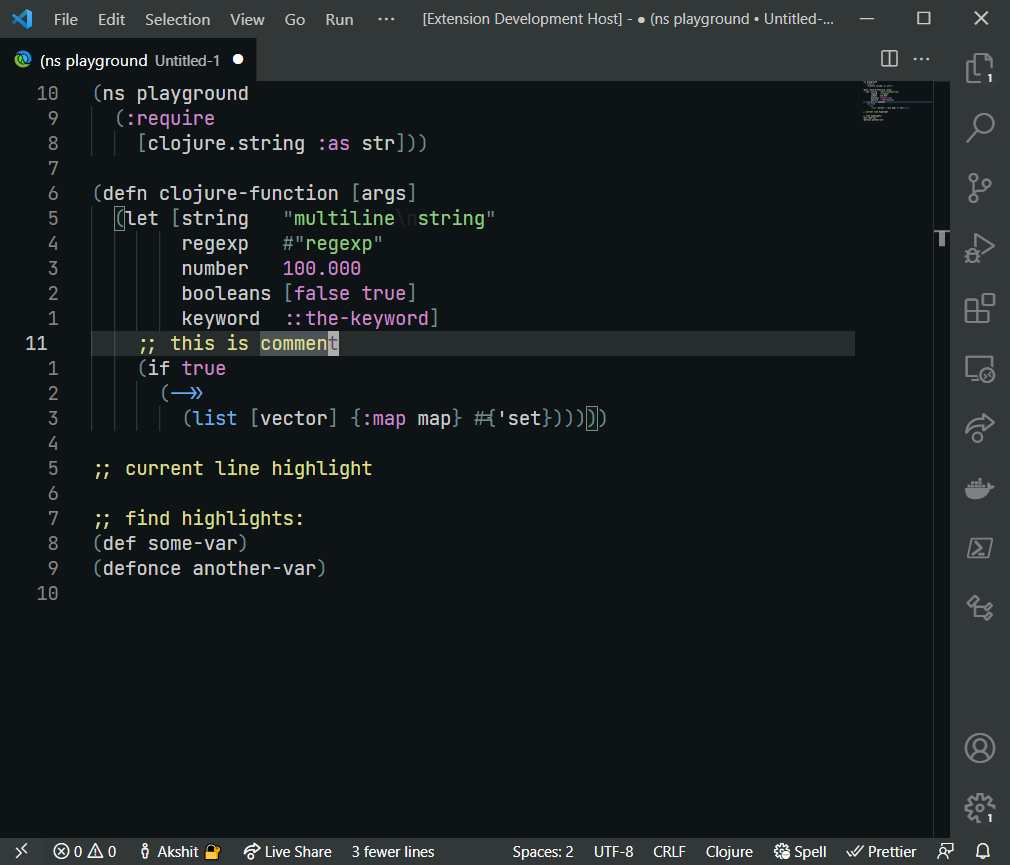 File Edit Selection View Go Run ··· [Extension Development Host] - ● (ns playground • Untitled-...
(ns playground Untitled-1 ●
10 (ns playground
9 (:require
8 [clojure.string :as str]))
7
6 (defn clojure-function [args]
5 (let [string "multiline\nstring"
4 regexp #"regexp"
3 number 100.000
2 booleans [false true]
1 keyword ::the-keyword]
11 ;; this is comment
1 (if true
2 (->>
3 (list [vector] {:map map} #{'set})))))
4
5 ;; current line highlight
6
7 ;; find highlights:
8 (def some-var)
9 (defonce another-var)
10
1
1
0 0 Akshit Live Share 3 fewer lines Spaces: 2 UTF-8 CRLF Clojure Spell Prettier